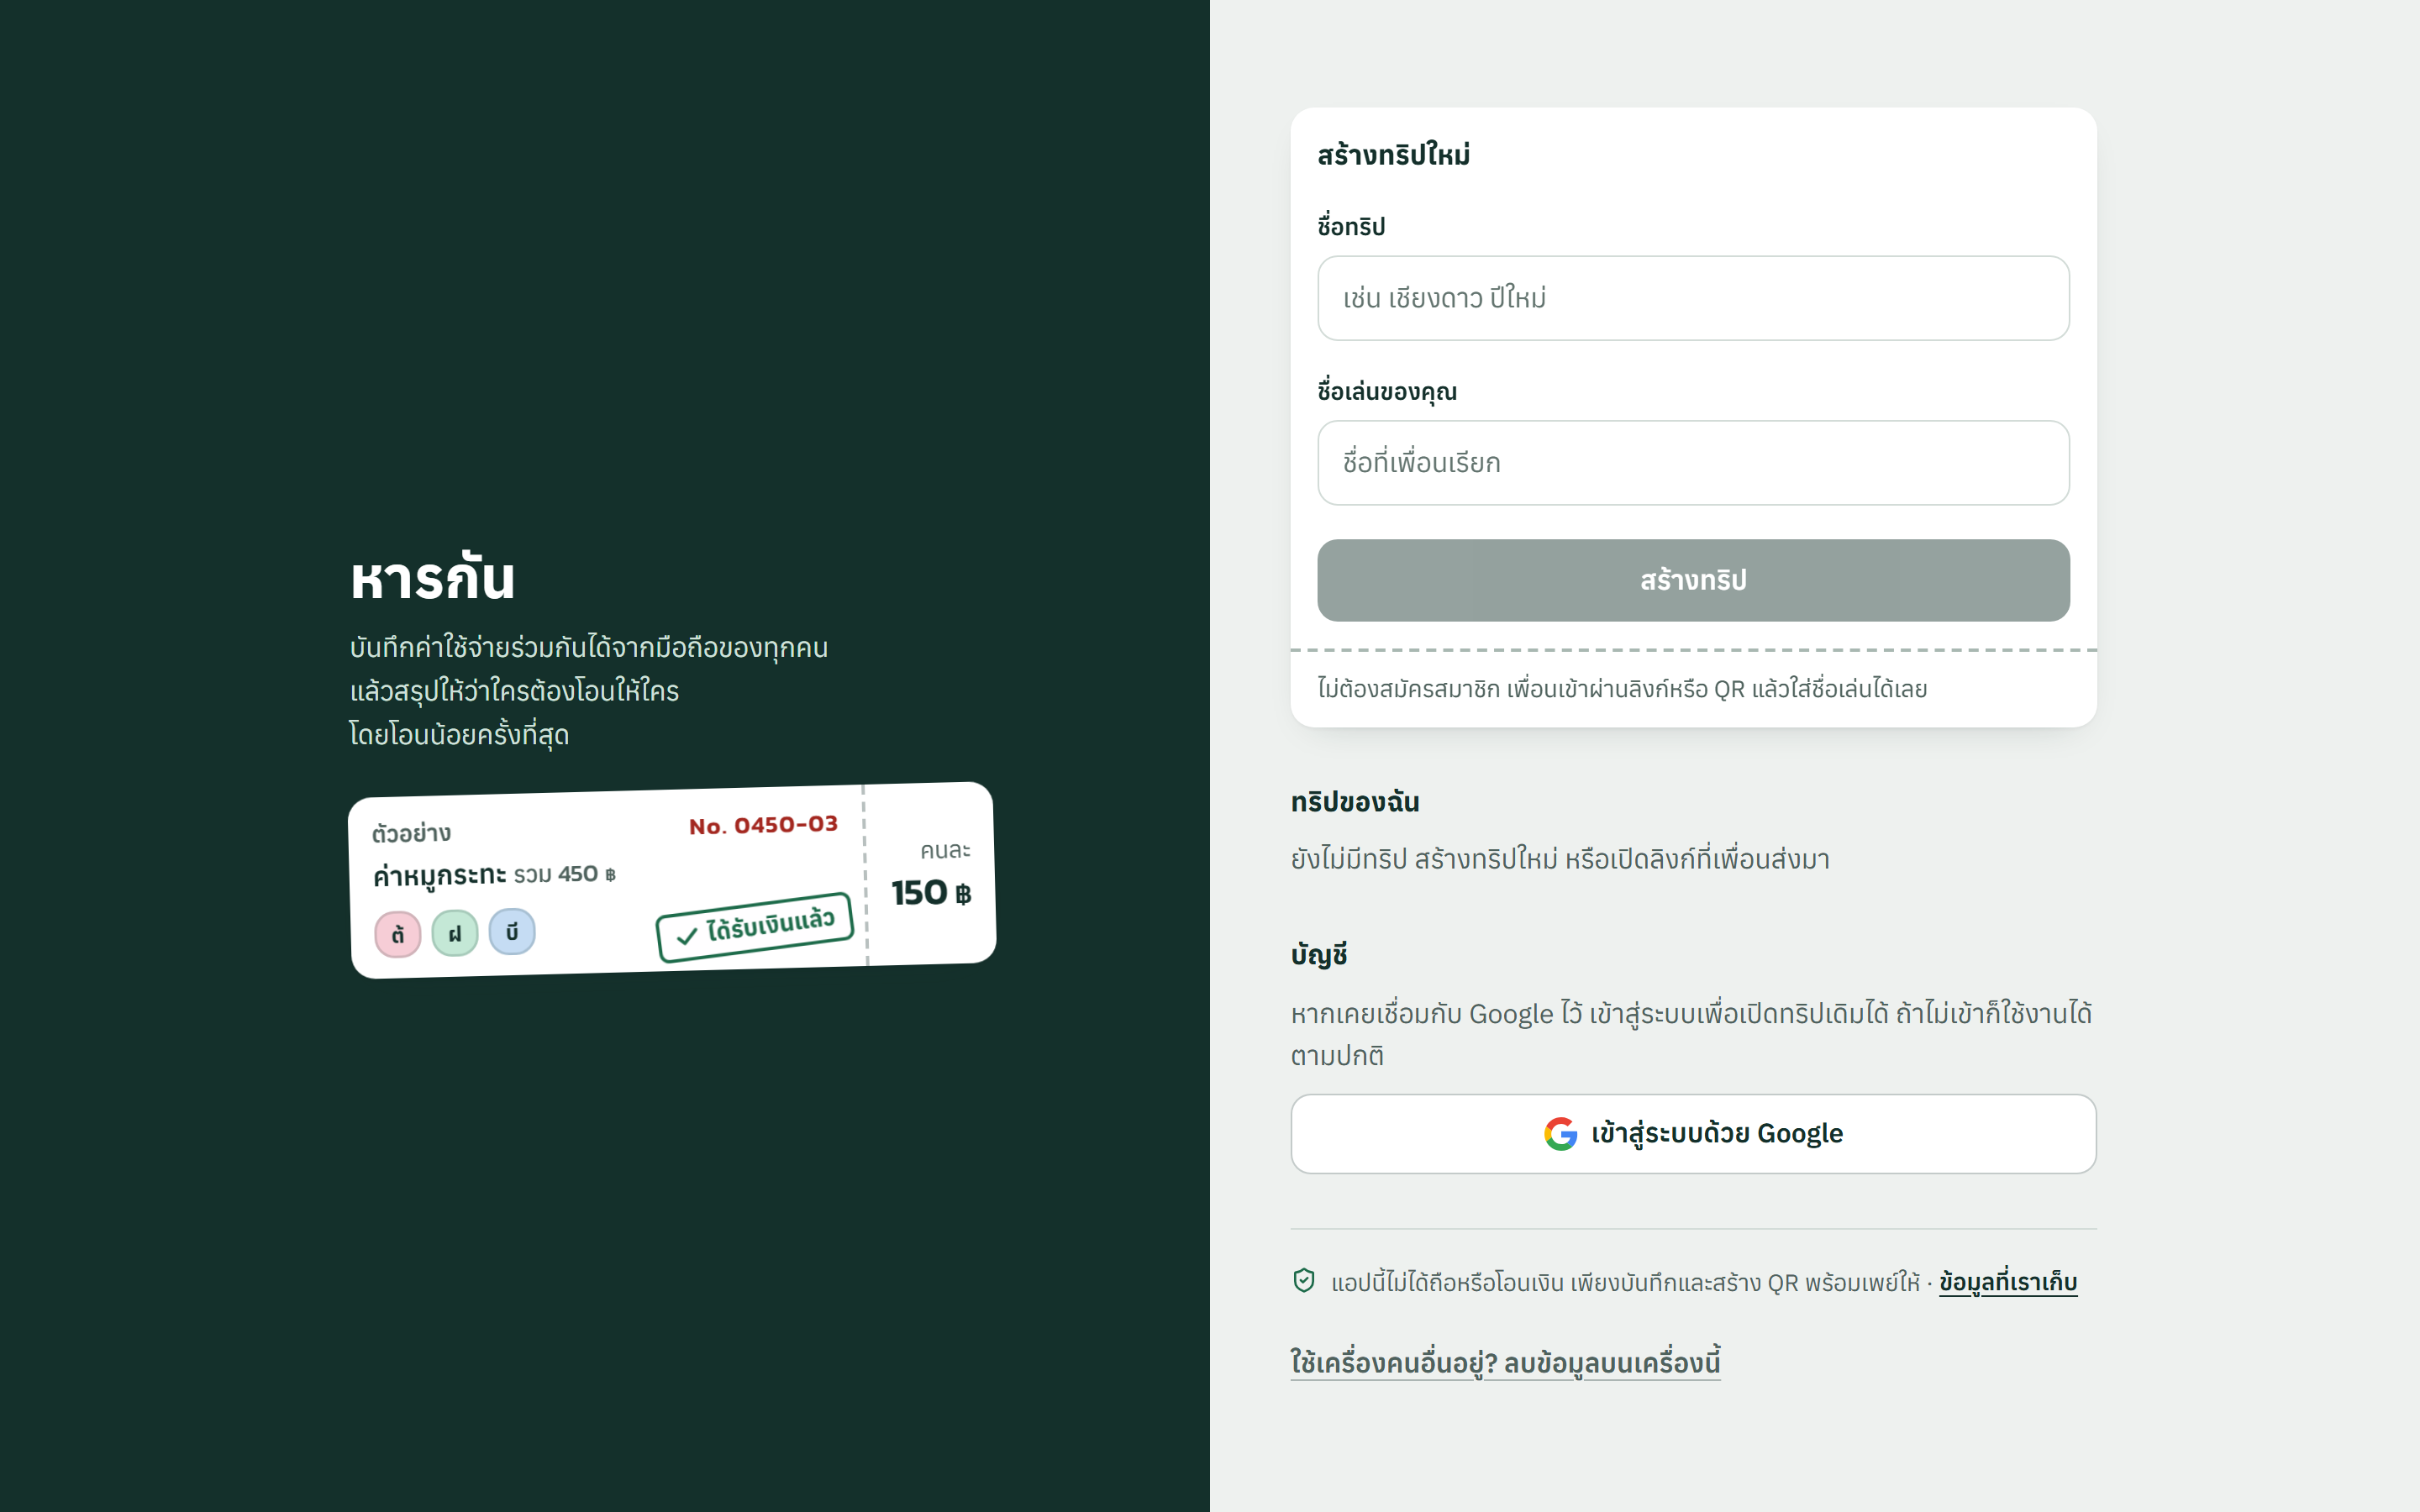 หารกัน
บันทึกค่าใช้จ่ายร่วมกันได้จากมือถือของทุกคน
แล้วสรุปให้ว่าใครต้องโอนให้ใคร
โดยโอนน้อยครั้งที่สุด
ตัวอย่าง
No. 0450-03
ค่าหมูกระทะ รวม 450 ฿
ต้ ฝ บี
ได้รับเงินแล้ว
คนละ
150 ฿
สร้างทริปใหม่
ชื่อทริป
เช่น เชียงดาว ปีใหม่
ชื่อเล่นของคุณ
ชื่อที่เพื่อนเรียก
สร้างทริป
ไม่ต้องสมัครสมาชิก เพื่อนเข้าผ่านลิงก์หรือ QR แล้วใส่ชื่อเล่นได้เลย
ทริปของฉัน
ยังไม่มีทริป สร้างทริปใหม่ หรือเปิดลิงก์ที่เพื่อนส่งมา
บัญชี
หากเคยเชื่อมกับ Google ไว้ เข้าสู่ระบบเพื่อเปิดทริปเดิมได้ ถ้าไม่เข้าก็ใช้งานได้
ตามปกติ
เข้าสู่ระบบด้วย Google
แอปนี้ไม่ได้ถือหรือโอนเงิน เพียงบันทึกและสร้าง QR พร้อมเพย์ให้ · ข้อมูลที่เราเก็บ
ใช้เครื่องคนอื่นอยู่? ลบข้อมูลบนเครื่องนี้